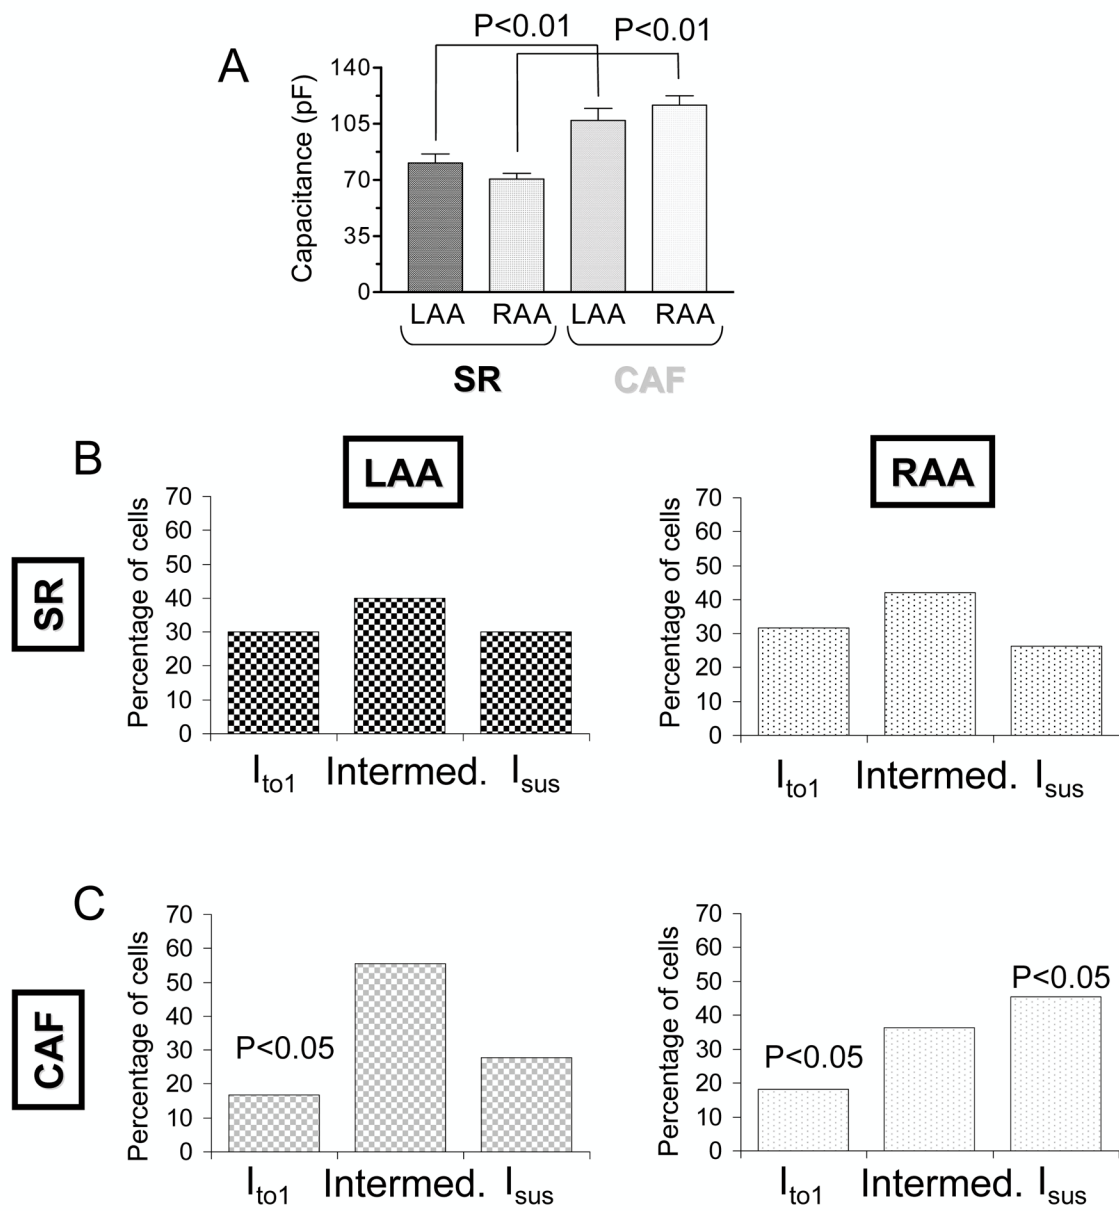 P<0.01
P<0.01
A
Capacitance (pF)
140
105
70
35
0
LAA RAA LAA RAA
SR CAF
B
LAA
RAA
SR
Percentage of cells
70
60
50
40
30
20
10
0
Ito1 Intermed. Isus
Percentage of cells
70
60
50
40
30
20
10
0
Ito1 Intermed. Isus
C
CAF
Percentage of cells
70
60
50
40
30
20
10
0
P<0.05
Ito1 Intermed. Isus
Percentage of cells
70
60
50
40
30
20
10
0
P<0.05
P<0.05
Ito1 Intermed. Isus